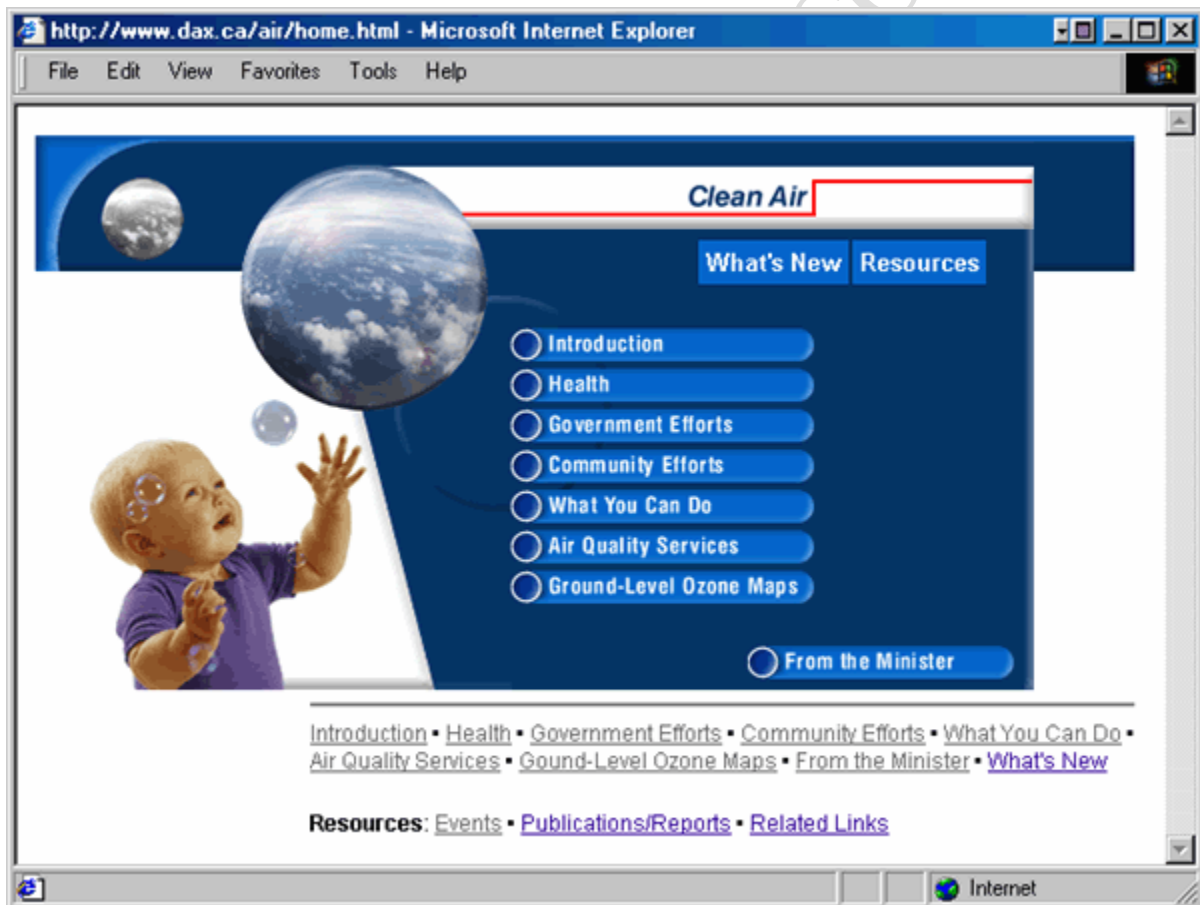 http://www.dax.ca/air/home.html - Microsoft Internet Explorer
File Edit View Favorites Tools Help
Clean Air
What's New Resources
Introduction
Health
Government Efforts
Community Efforts
What You Can Do
Air Quality Services
Ground-Level Ozone Maps
From the Minister
Introduction ▪ Health ▪ Government Efforts ▪ Community Efforts ▪ What You Can Do ▪
Air Quality Services ▪ Gound-Level Ozone Maps ▪ From the Minister ▪ What's New
Resources: Events ▪ Publications/Reports ▪ Related Links
Internet